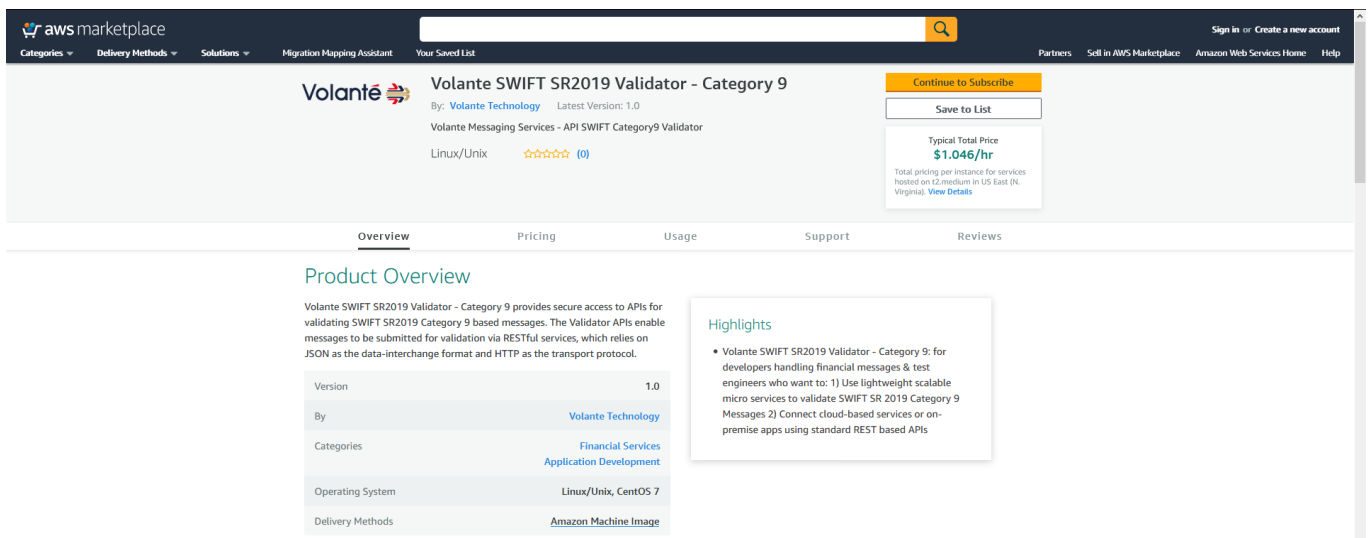 aws marketplace
Sign in or Create a new account
Categories Delivery Methods Solutions Migration Mapping Assistant Your Saved List Partners Sell in AWS Marketplace Amazon Web Services Home Help
Volanté
Volante SWIFT SR2019 Validator - Category 9
By: Volante Technology Latest Version: 1.0
Volante Messaging Services - API SWIFT Category9 Validator
Linux/Unix (0)
Continue to Subscribe
Save to List
Typical Total Price
$1.046/hr
Total pricing per instance for services
hosted on t2.medium in US East (N.
Virginia). View Details
Overview Pricing Usage Support Reviews
Product Overview
Volante SWIFT SR2019 Validator - Category 9 provides secure access to APIs for
validating SWIFT SR2019 Category 9 based messages. The Validator APIs enable
messages to be submitted for validation via RESTful services, which relies on
JSON as the data-interchange format and HTTP as the transport protocol.
Version 1.0
By Volante Technology
Categories Financial Services
Application Development
Operating System Linux/Unix, CentOS 7
Delivery Methods Amazon Machine Image
Highlights
• Volante SWIFT SR2019 Validator - Category 9: for
developers handling financial messages & test
engineers who want to: 1) Use lightweight scalable
micro services to validate SWIFT SR 2019 Category 9
Messages 2) Connect cloud-based services or on-
premise apps using standard REST based APIs